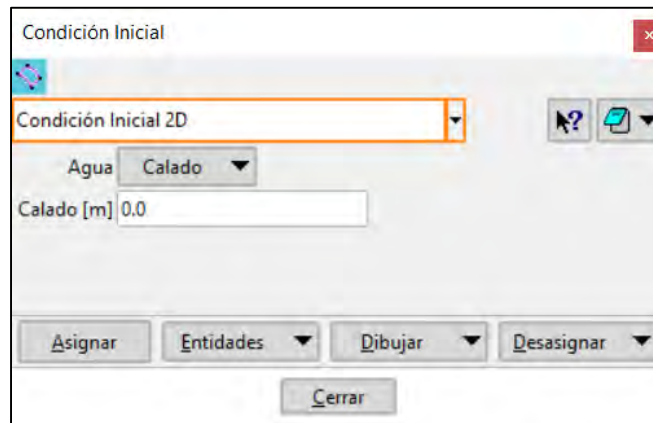 Condición Inicial
Condición Inicial 2D
Agua Calado
Calado [m] 0.0
Asignar Entidades Dibujar Desasignar
Cerrar